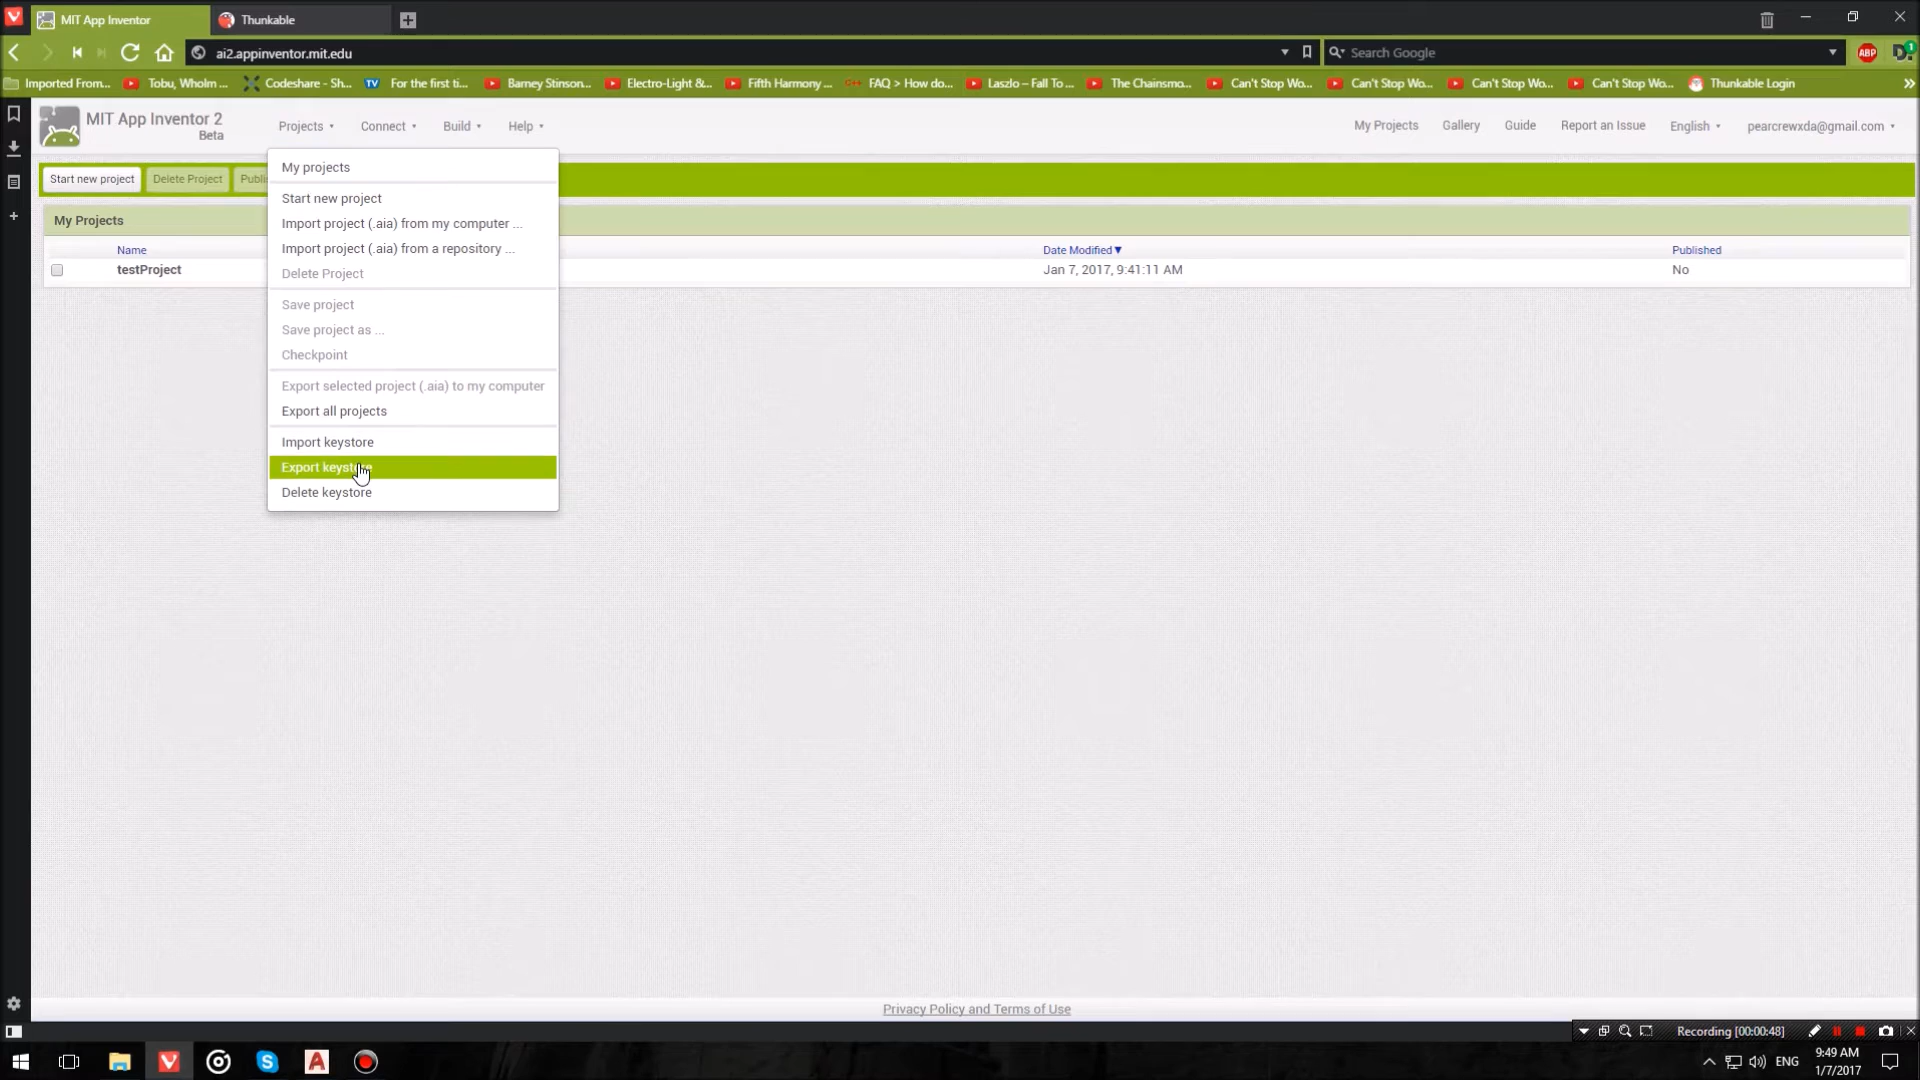 MIT App Inventor
Thunkable
ai2.appinventor.mit.edu
Search Google
ABP
1
Imported From...
Tobu, Wholm ...
Codeshare - Sh...
TV
For the first ti...
Barney Stinson...
Electro-Light &...
Fifth Harmony ...
C++
FAQ > How do...
Laszlo – Fall To ...
The Chainsmo...
Can't Stop Wo...
Can't Stop Wo...
Can't Stop Wo...
Can't Stop Wo...
Thunkable Login
MIT App Inventor 2
Beta
Projects
Connect
Build
Help
My Projects
Gallery
Guide
Report an Issue
English
pearcrewxda@gmail.com
Start new project
Delete Project
Publi
My Projects
Name
Date Modified▼
Published
testProject
Jan 7, 2017, 9:41:11 AM
No
My projects
Start new project
Import project (.aia) from my computer ...
Import project (.aia) from a repository ...
Delete Project
Save project
Save project as ...
Checkpoint
Export selected project (.aia) to my computer
Export all projects
Import keystore
Export keystore
Delete keystore
Privacy Policy and Terms of Use
Recording [00:00:48]
ENG
9:49 AM
1/7/2017